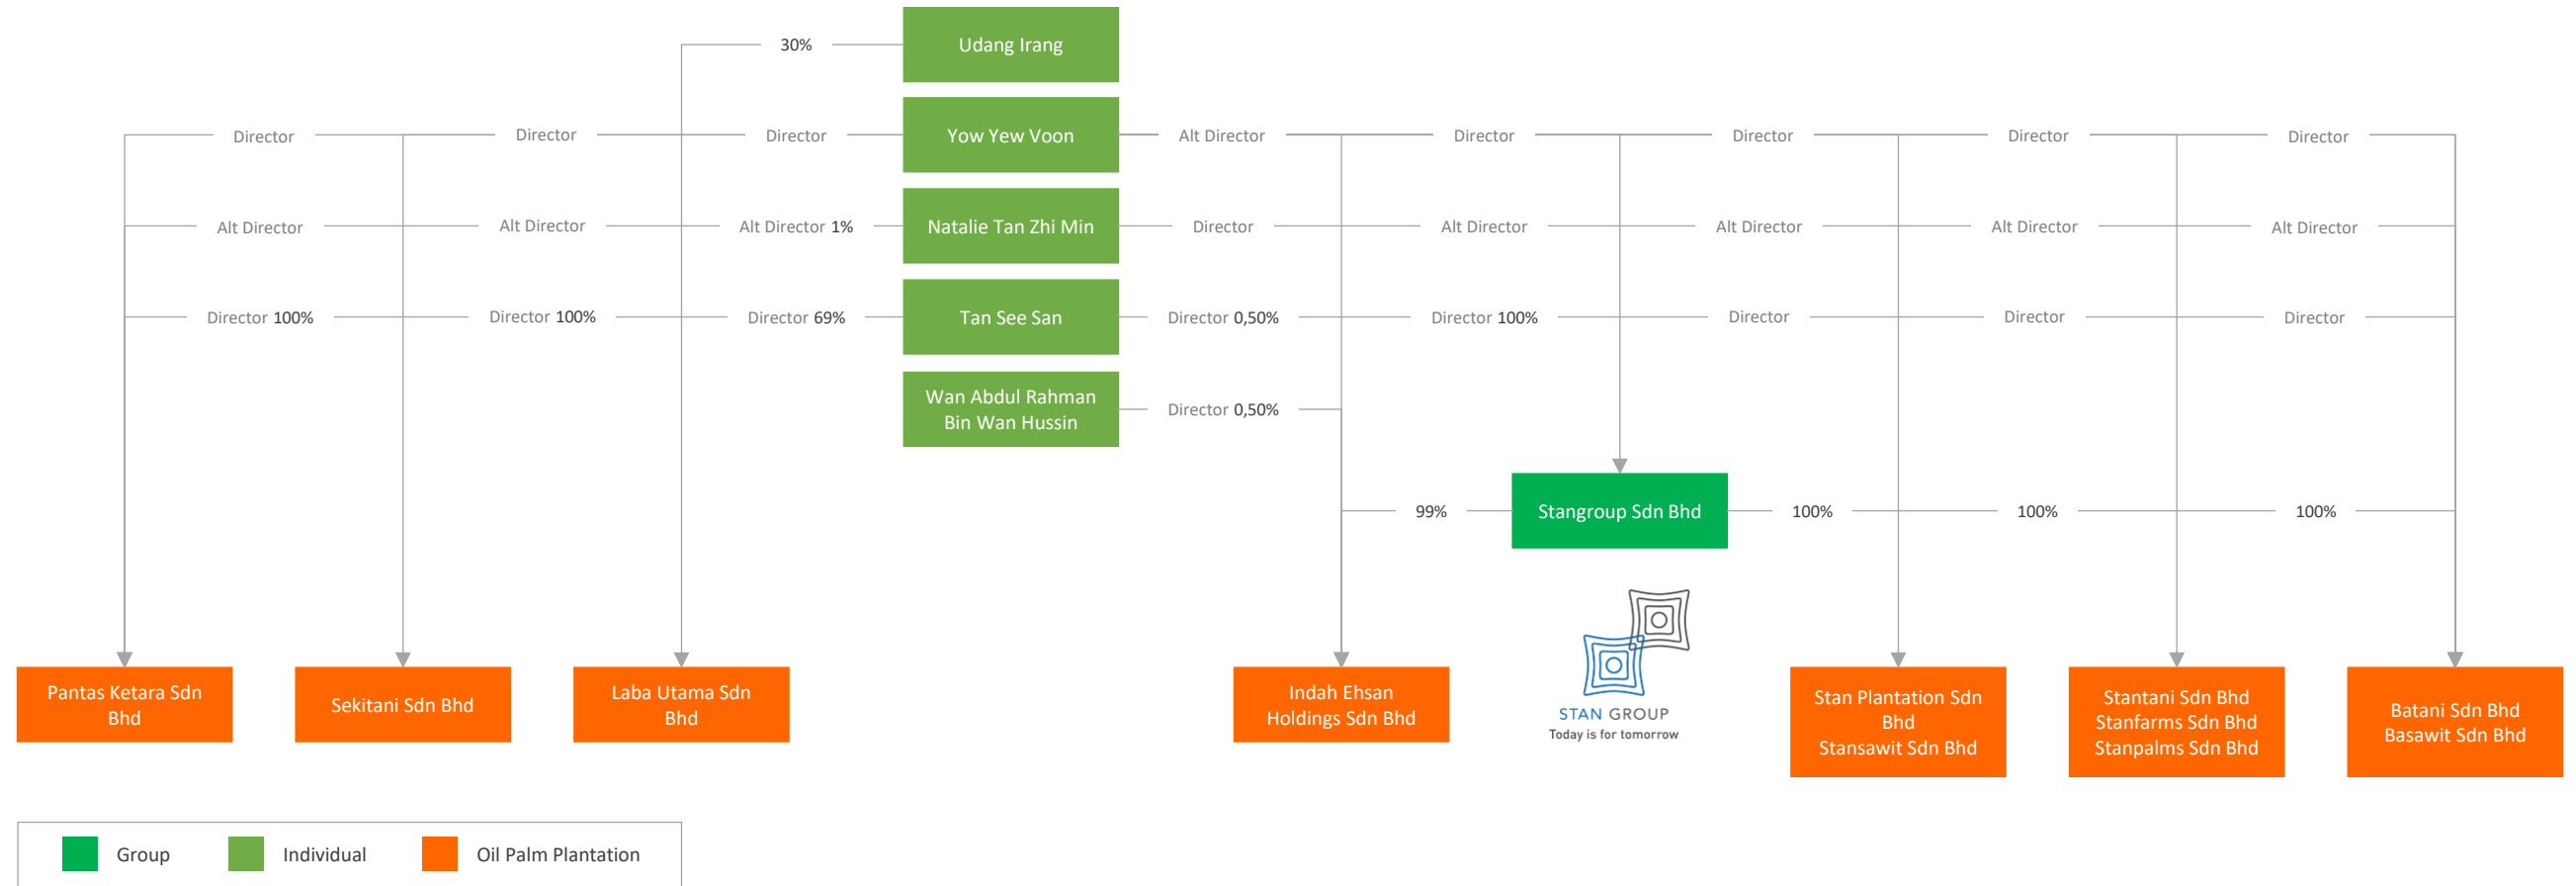 Udang Irang
30%
Yow Yew Voon
Director
Director
Director
Alt Director
Director
Director
Director
Director
Natalie Tan Zhi Min
Alt Director
Alt Director
Alt Director 1%
Director
Alt Director
Alt Director
Alt Director
Alt Director
Tan See San
Director 100%
Director 100%
Director 69%
Director 0,50%
Director 100%
Director
Director
Director
Wan Abdul Rahman
Bin Wan Hussin
Director 0,50%
99%
Stangroup Sdn Bhd
100%
100%
100%
Pantas Ketara Sdn
Bhd
Sekitani Sdn Bhd
Laba Utama Sdn
Bhd
Indah Ehsan
Holdings Sdn Bhd
STAN GROUP
Today is for tomorrow
Stan Plantation Sdn
Bhd
Stansawit Sdn Bhd
Stantani Sdn Bhd
Stanfarms Sdn Bhd
Stanpalms Sdn Bhd
Batani Sdn Bhd
Basawit Sdn Bhd
Group
Individual
Oil Palm Plantation